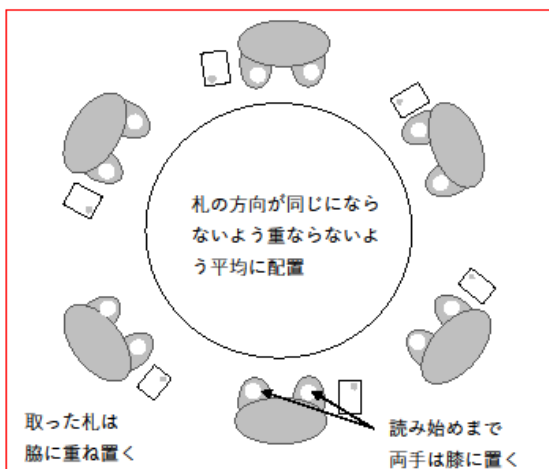 札の方向が同じになら
ないよう重ならないよ
う平均に配置
取った札は
脇に重ね置く
読み始めまで
両手は膝に置く